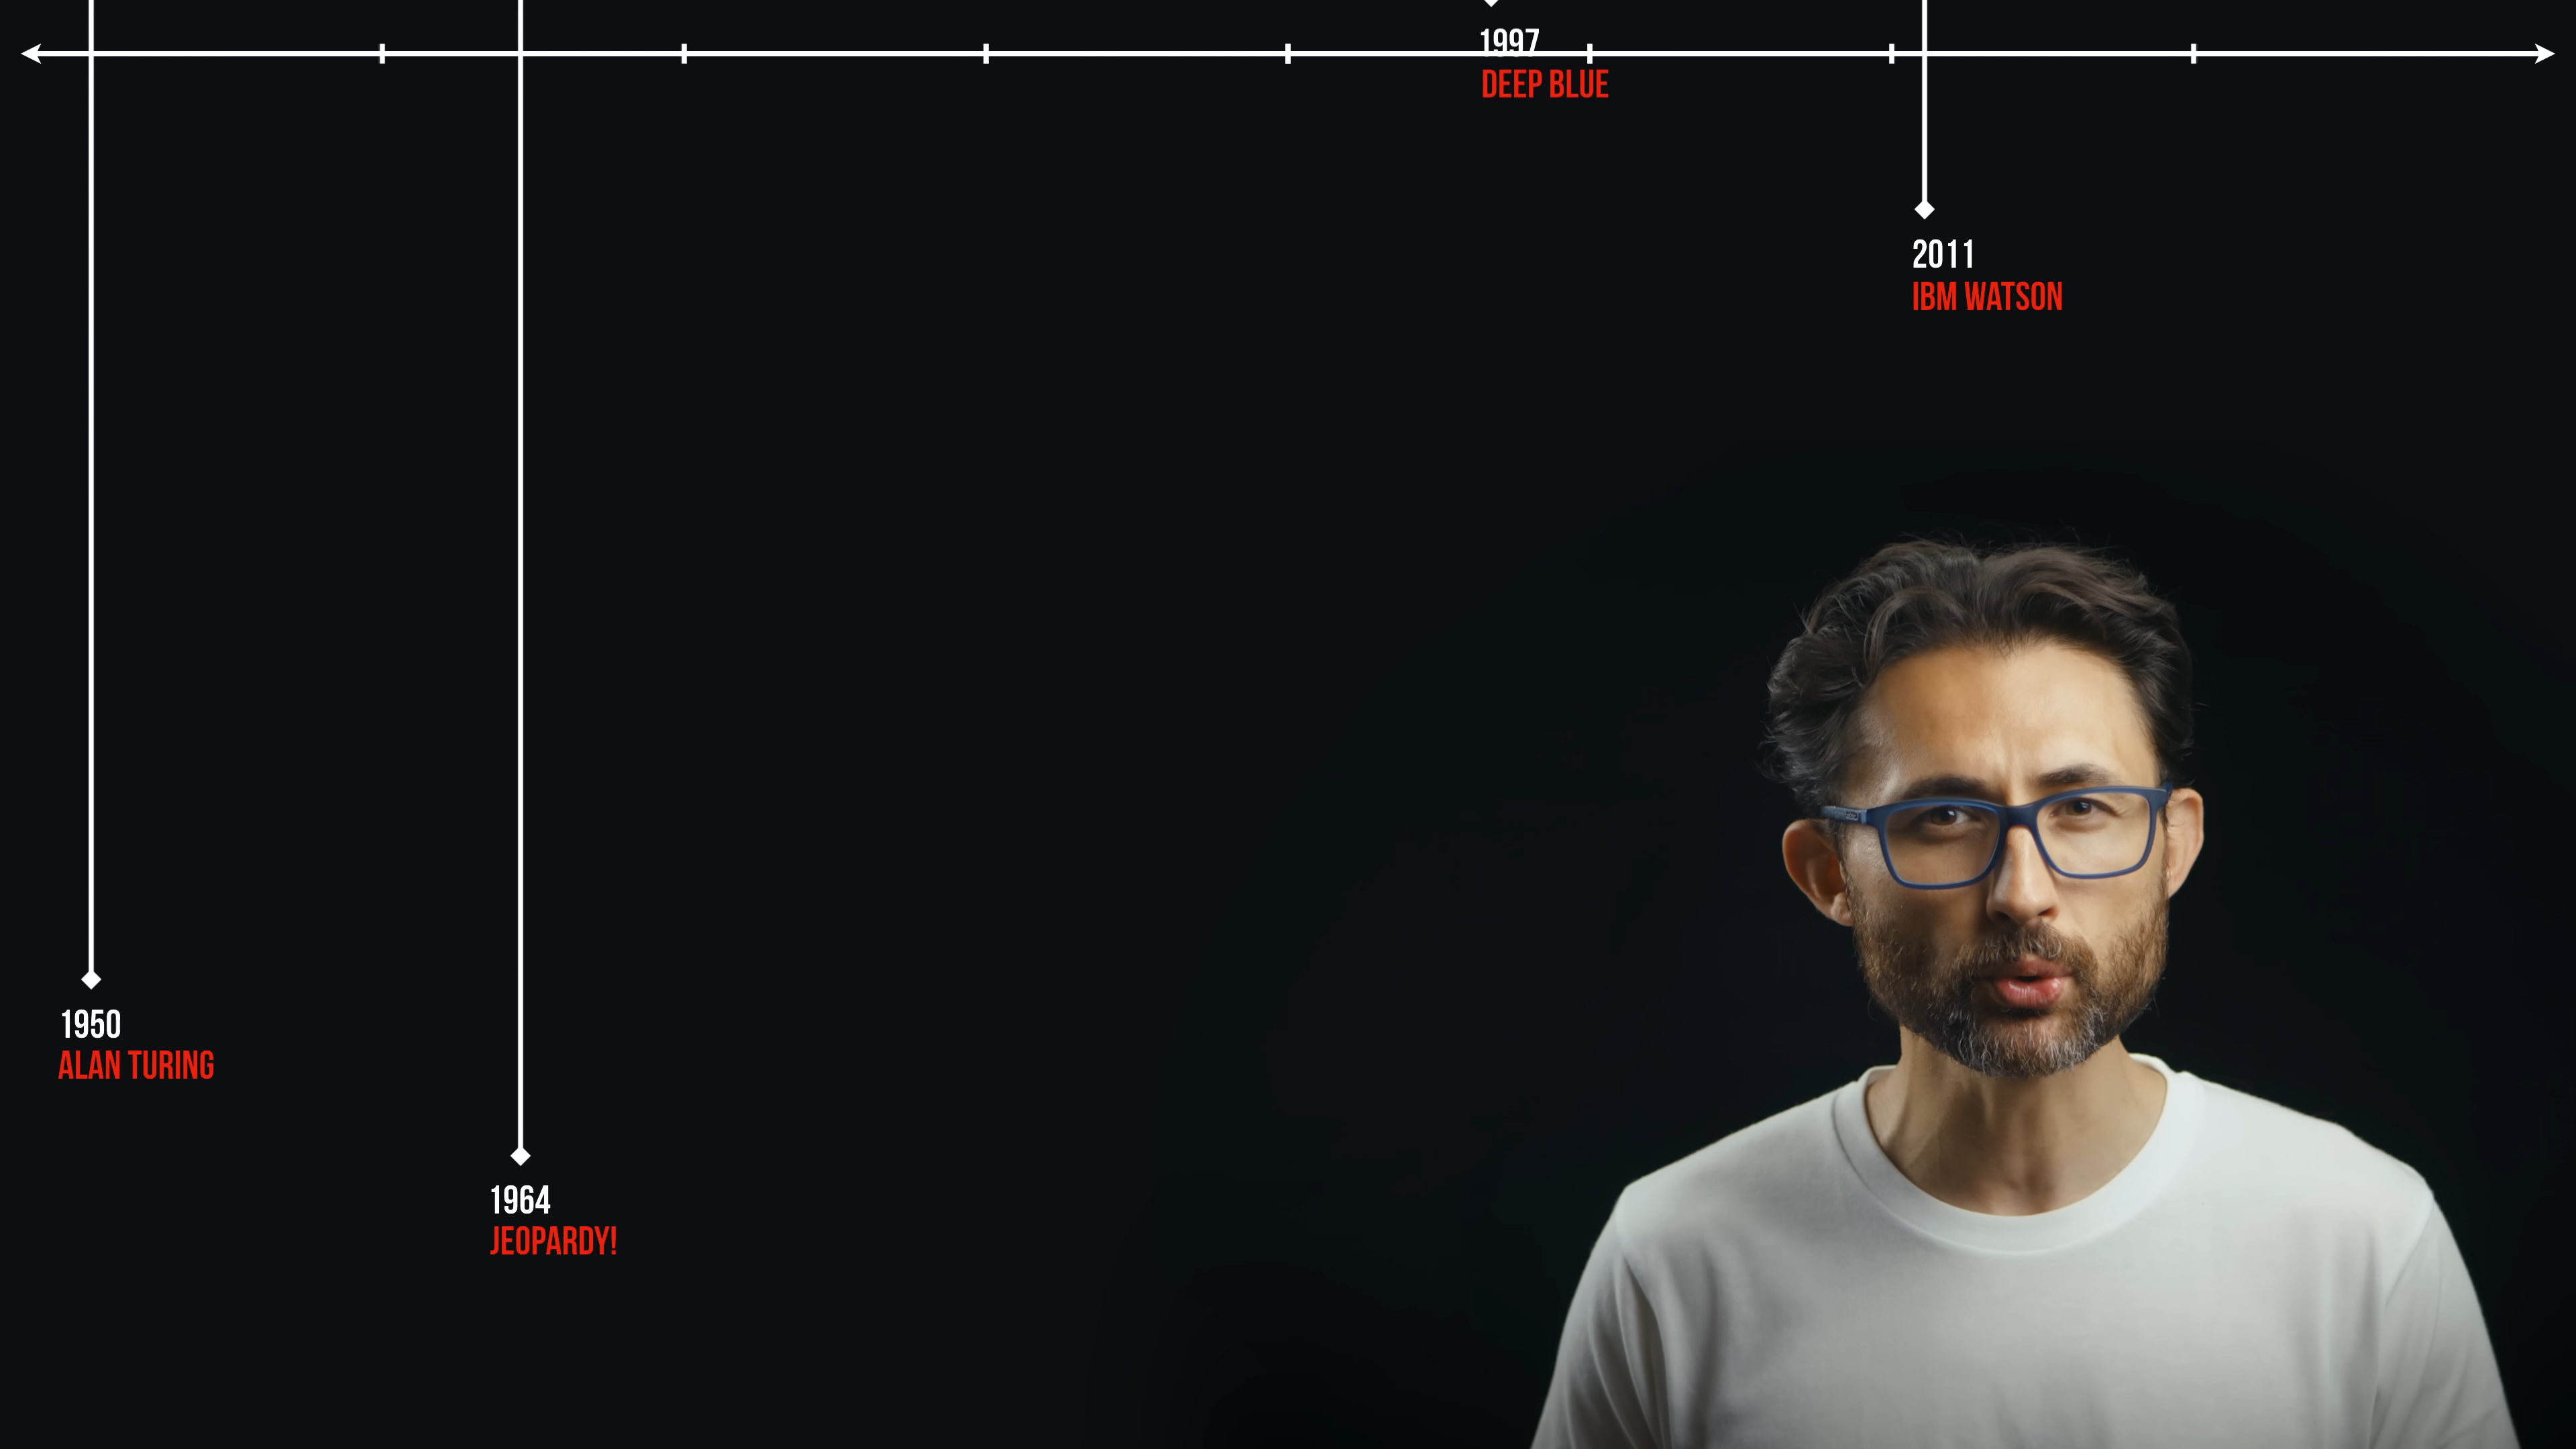 1997
DEEP BLUE
2011
IBM WATSON
1950
ALAN TURING
1964
JEOPARDY!